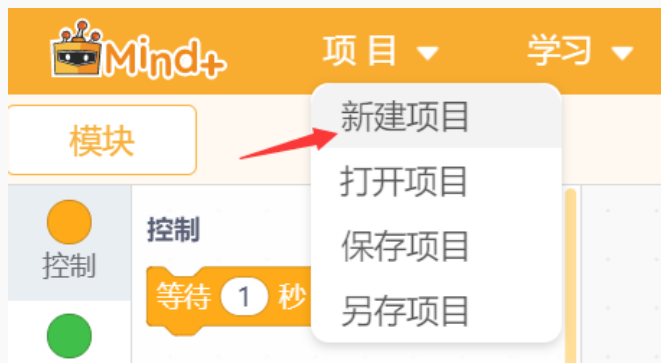 Mind+ 项目 学习
新建项目
模块
打开项目
控制
保存项目
控制
等待 1 秒
另存项目